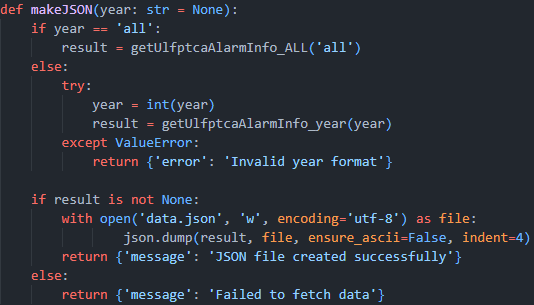 def makeJSON(year: str = None):
    if year == 'all':
        result = getUlfptcaAlarmInfo_ALL('all')
    else:
        try:
            year = int(year)
            result = getUlfptcaAlarmInfo_year(year)
        except ValueError:
            return {'error': 'Invalid year format'}

    if result is not None:
        with open('data.json', 'w', encoding='utf-8') as file:
                json.dump(result, file, ensure_ascii=False, indent=4)
        return {'message': 'JSON file created successfully'}
    else:
        return {'message': 'Failed to fetch data'}